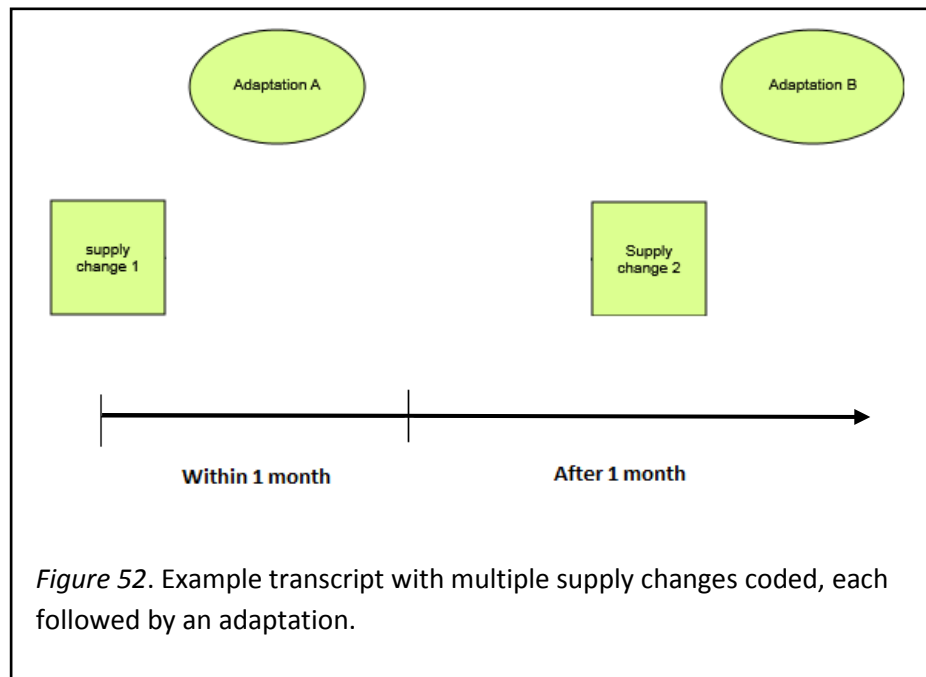 Adaptation A
Adaptation B
supply
change 1
Supply
change 2
Within 1 month
After 1 month
Figure 52. Example transcript with multiple supply changes coded, each
followed by an adaptation.